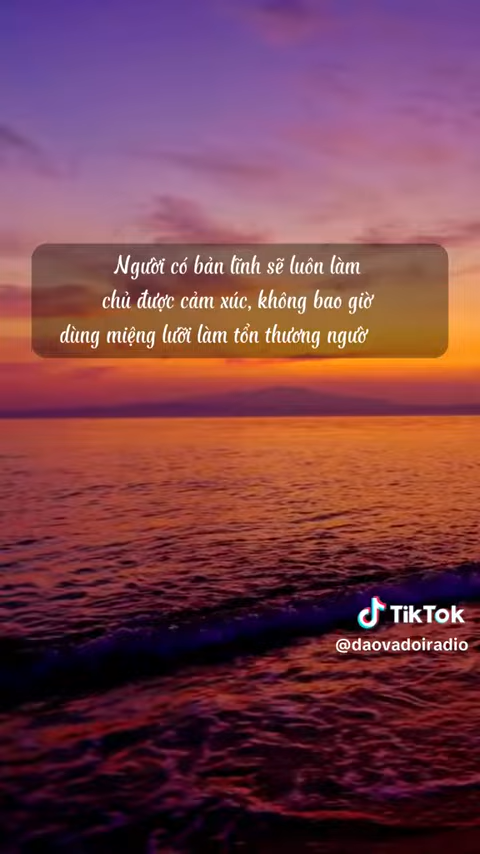 Người có bản lĩnh sẽ luôn làm
chủ được cảm xúc, không bao giờ
dùng miệng lưỡi làm tổn thương ngườ
TikTok
@daovadoiradio